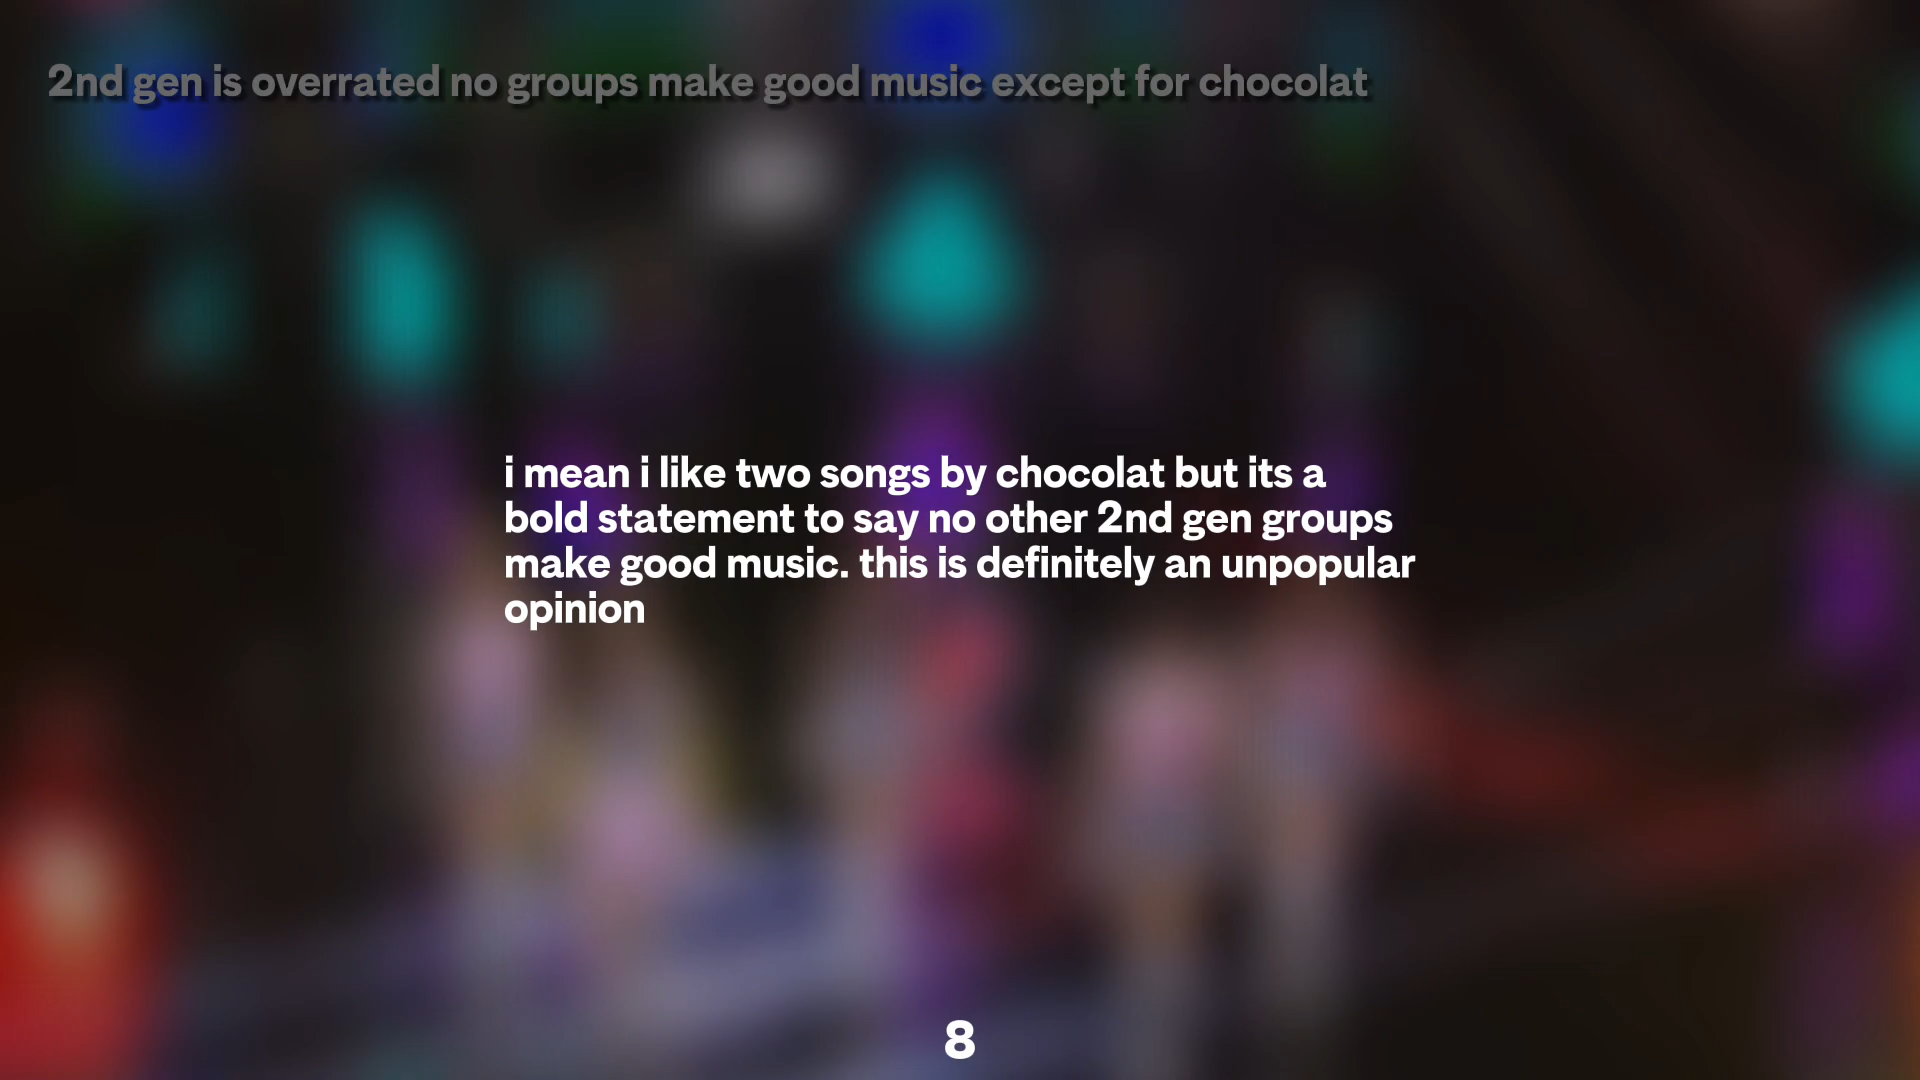 2nd gen is overrated no groups make good music except for chocolat
i mean i like two songs by chocolat but its a
bold statement to say no other 2nd gen groups
make good music. this is definitely an unpopular
opinion
8